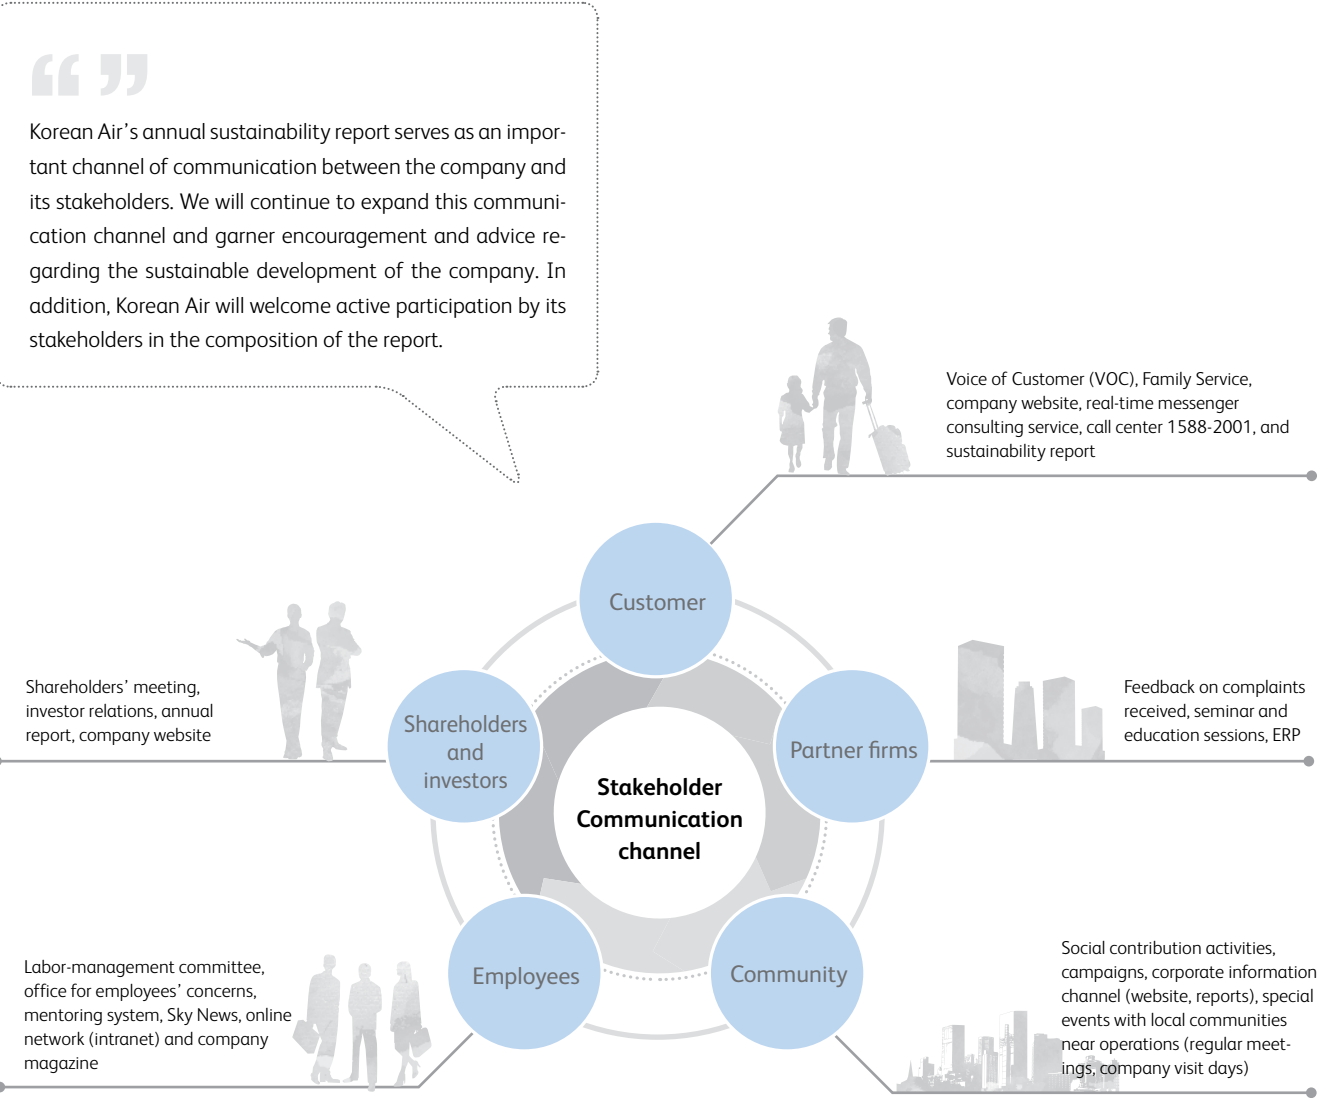 “ ”
Korean Air’s annual sustainability report serves as an impor-
tant channel of communication between the company and
its stakeholders. We will continue to expand this communi-
cation channel and garner encouragement and advice re-
garding the sustainable development of the company. In
addition, Korean Air will welcome active participation by its
stakeholders in the composition of the report.
Voice of Customer (VOC), Family Service,
company website, real-time messenger
consulting service, call center 1588-2001, and
sustainability report
Customer
Shareholders’ meeting,
investor relations, annual
report, company website
Shareholders
and
investors
Partner firms
Feedback on complaints
received, seminar and
education sessions, ERP
Stakeholder
Communication
channel
Labor-management committee,
office for employees’ concerns,
mentoring system, Sky News, online
network (intranet) and company
magazine
Employees
Community
Social contribution activities,
campaigns, corporate information
channel (website, reports), special
events with local communities
near operations (regular meet-
ings, company visit days)